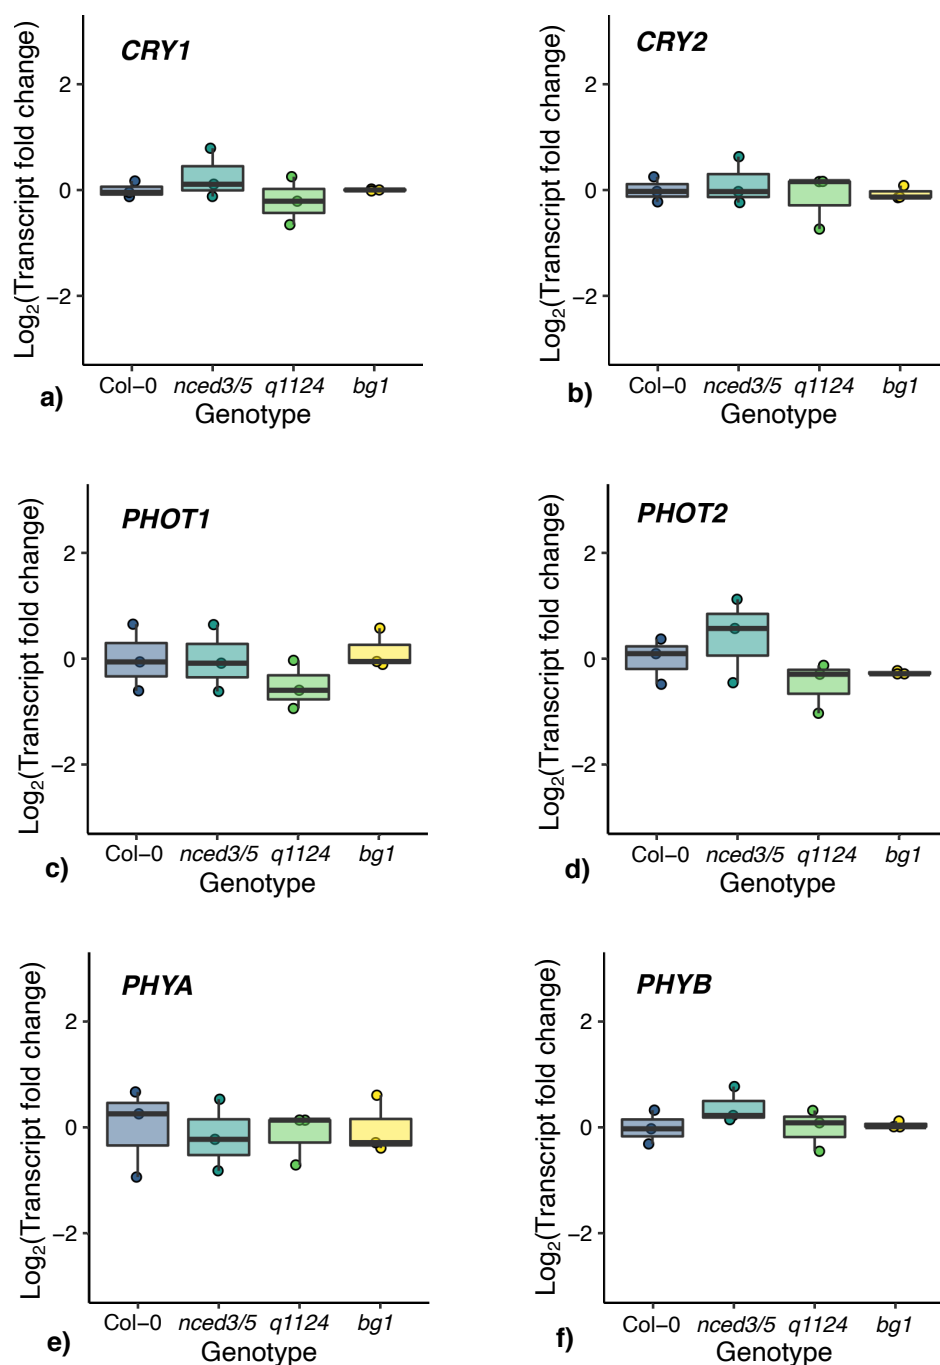 CRY1
Log₂(Transcript fold change)
2
0
−2
Col−0 nced3/5 q1124 bg1
Genotype
a)
CRY2
Log₂(Transcript fold change)
2
0
−2
Col−0 nced3/5 q1124 bg1
Genotype
b)
PHOT1
Log₂(Transcript fold change)
2
0
−2
Col−0 nced3/5 q1124 bg1
Genotype
c)
PHOT2
Log₂(Transcript fold change)
2
0
−2
Col−0 nced3/5 q1124 bg1
Genotype
d)
PHYA
Log₂(Transcript fold change)
2
0
−2
Col−0 nced3/5 q1124 bg1
Genotype
e)
PHYB
Log₂(Transcript fold change)
2
0
−2
Col−0 nced3/5 q1124 bg1
Genotype
f)